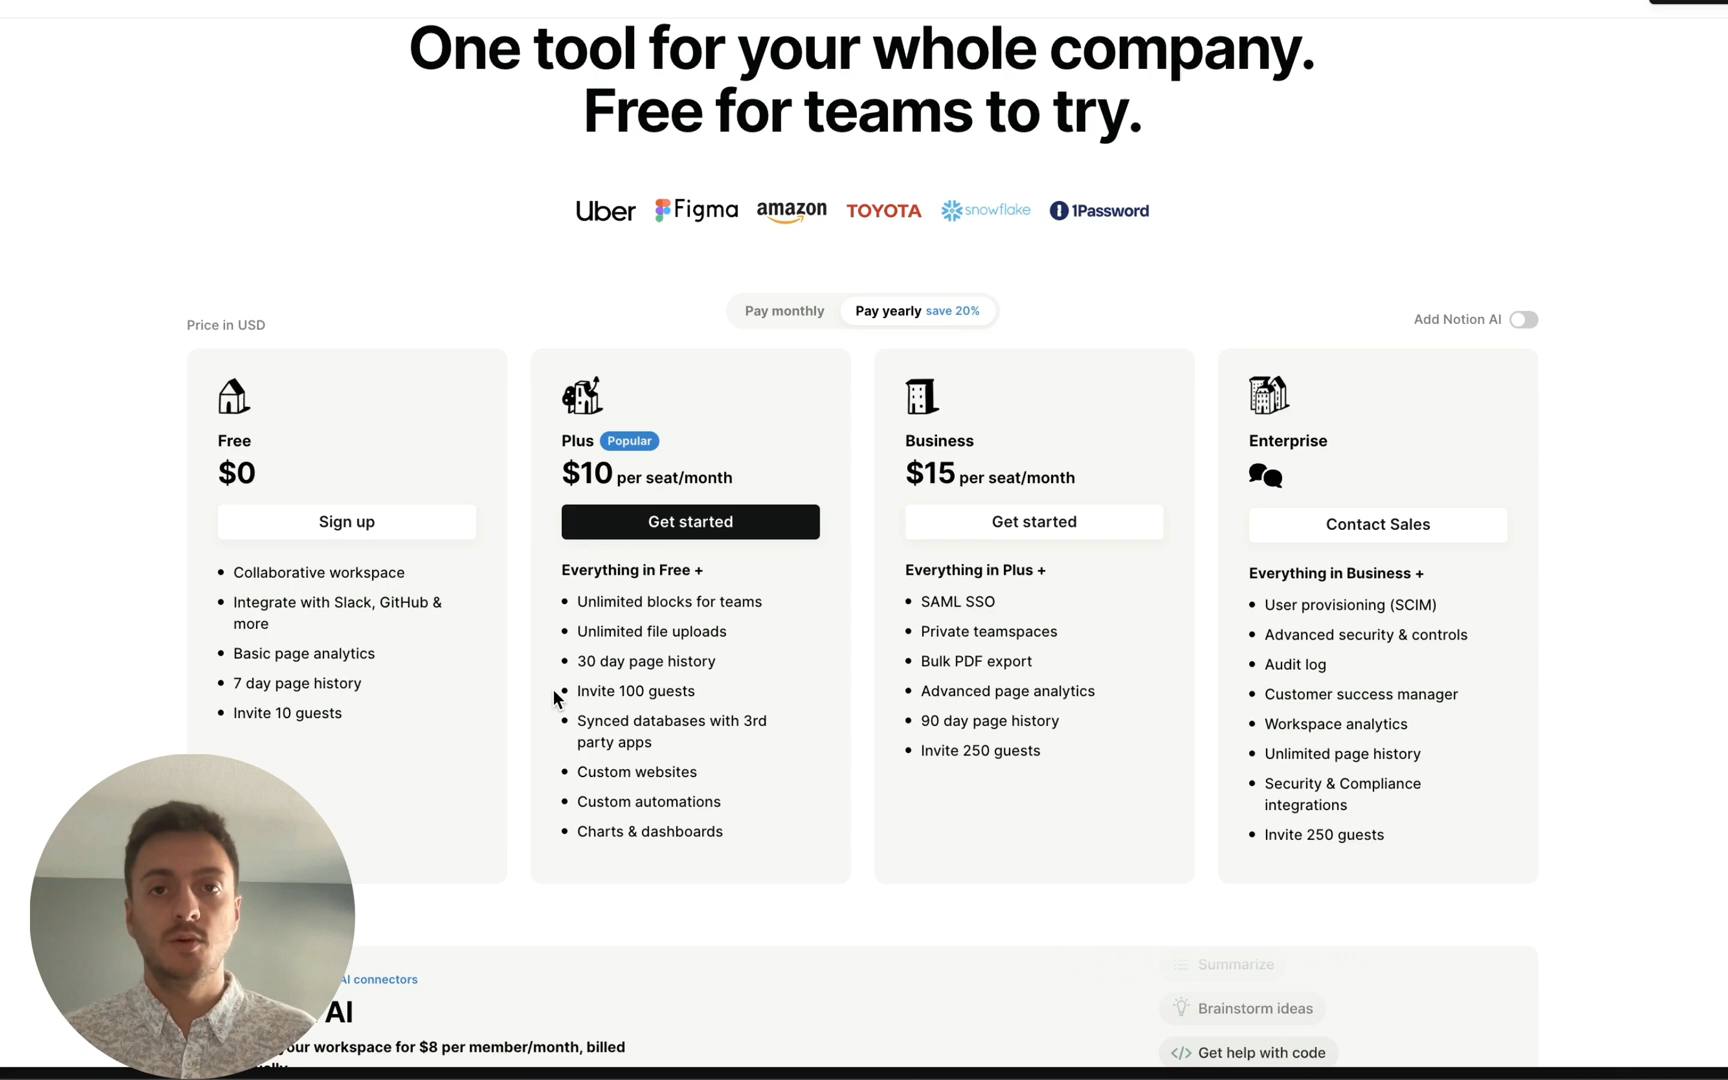 One tool for your whole company.
Free for teams to try.
Uber Figma amazon TOYOTA snowflake 1Password
Pay monthly Pay yearly save 20%
Price in USD
Add Notion AI
Free
$0
Sign up
Collaborative workspace
Integrate with Slack, GitHub &
more
Basic page analytics
7 day page history
Invite 10 guests
Plus Popular
$10 per seat/month
Get started
Everything in Free +
Unlimited blocks for teams
Unlimited file uploads
30 day page history
Invite 100 guests
Synced databases with 3rd
party apps
Custom websites
Custom automations
Charts & dashboards
Business
$15 per seat/month
Get started
Everything in Plus +
SAML SSO
Private teamspaces
Bulk PDF export
Advanced page analytics
90 day page history
Invite 250 guests
Enterprise
Contact Sales
Everything in Business +
User provisioning (SCIM)
Advanced security & controls
Audit log
Customer success manager
Workspace analytics
Unlimited page history
Security & Compliance
integrations
Invite 250 guests
AI connectors
AI
your workspace for $8 per member/month, billed
Summarize
Brainstorm ideas
Get help with code